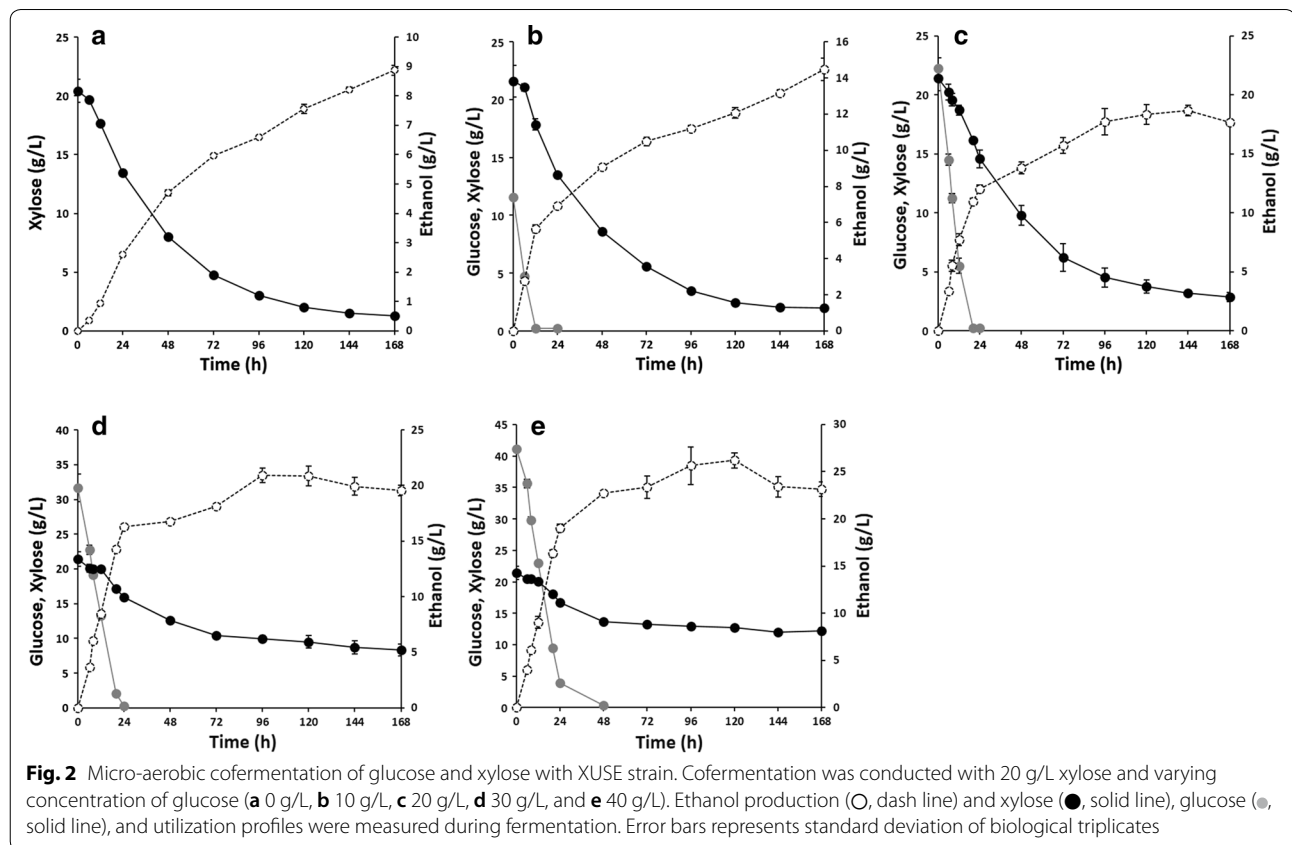 a
25
20
15
10
5
0
Xylose (g/L)
10
9
8
7
6
5
4
3
2
1
0
Ethanol (g/L)
0 24 48 72 96 120 144 168
Time (h)
b
25
20
15
10
5
0
Glucose, Xylose (g/L)
16
14
12
10
8
6
4
2
0
Ethanol (g/L)
0 24 48 72 96 120 144 168
Time (h)
c
25
20
15
10
5
0
Glucose, Xylose (g/L)
25
20
15
10
5
0
Ethanol (g/L)
0 24 48 72 96 120 144 168
Time (h)
d
40
35
30
25
20
15
10
5
0
Glucose, Xylose (g/L)
25
20
15
10
5
0
Ethanol (g/L)
0 24 48 72 96 120 144 168
Time (h)
e
45
40
35
30
25
20
15
10
5
0
Glucose, Xylose (g/L)
30
25
20
15
10
5
0
Ethanol (g/L)
0 24 48 72 96 120 144 168
Time (h)
Fig. 2 Micro-aerobic cofermentation of glucose and xylose with XUSE strain. Cofermentation was conducted with 20 g/L xylose and varying
concentration of glucose (a 0 g/L, b 10 g/L, c 20 g/L, d 30 g/L, and e 40 g/L). Ethanol production (○, dash line) and xylose (●, solid line), glucose (●,
solid line), and utilization profiles were measured during fermentation. Error bars represents standard deviation of biological triplicates